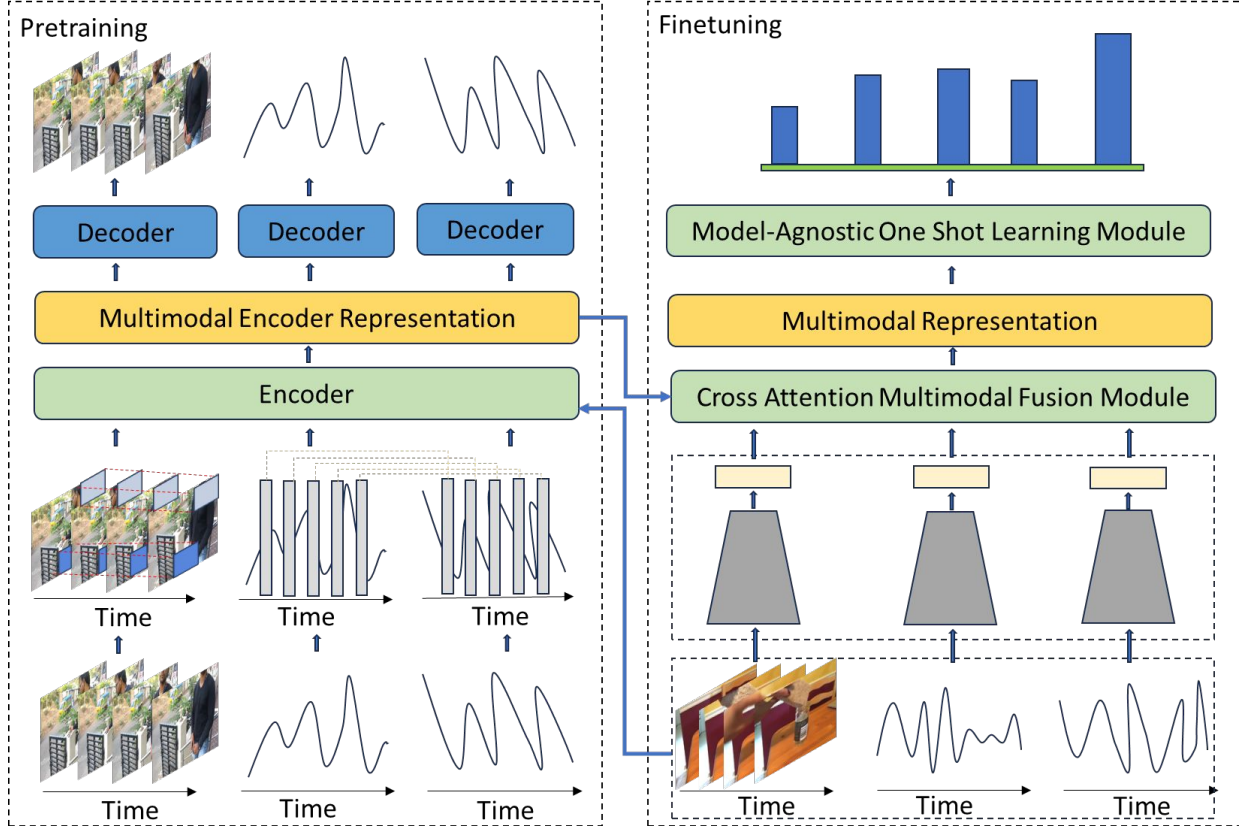 Pretraining
Decoder
Decoder
Decoder
Multimodal Encoder Representation
Encoder
Time
Time
Time
Time
Time
Time
Finetuning
Model-Agnostic One Shot Learning Module
Multimodal Representation
Cross Attention Multimodal Fusion Module
Time
Time
Time